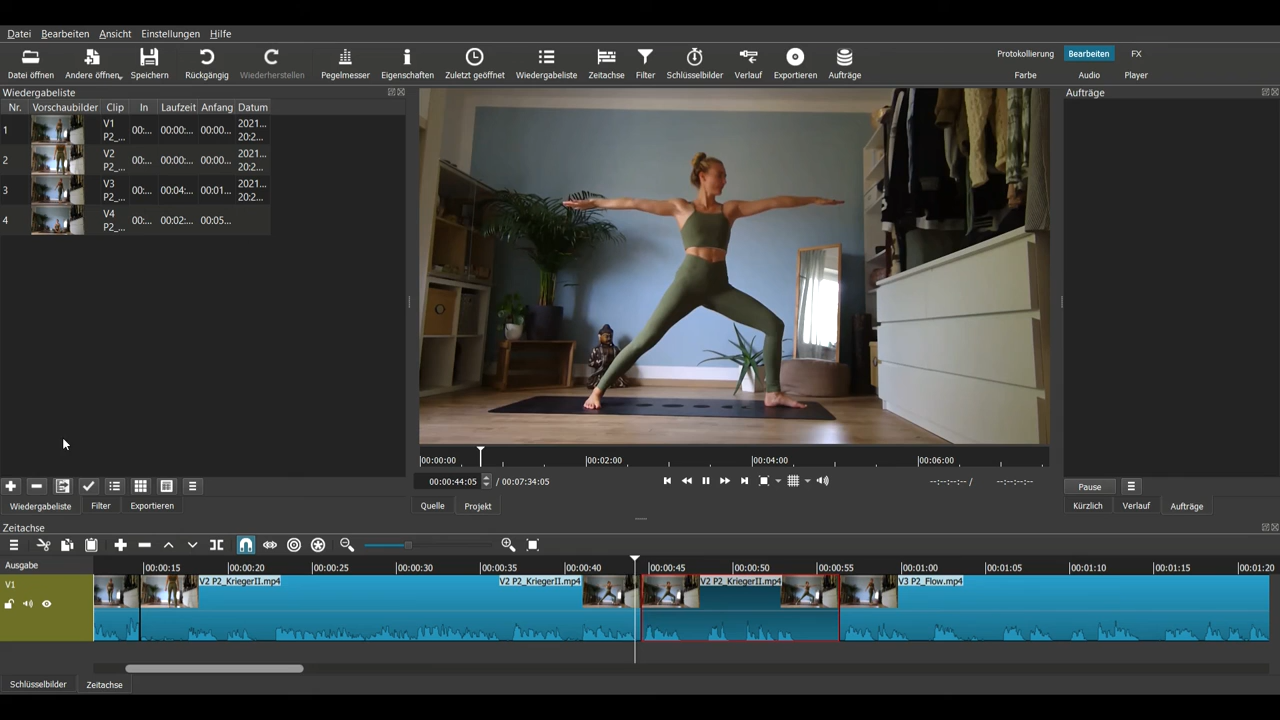 Datei Bearbeiten Ansicht Einstellungen Hilfe
Datei öffnen Andere öffnen... Speichern Rückgängig Wiederherstellen Pegelmesser Eigenschaften Zuletzt geöffnet Wiedergabeliste Zeitachse Filter Schlüsselbilder Verlauf Exportieren Aufträge
Protokollierung Bearbeiten FX
Farbe Audio Player
Wiedergabeliste
Nr. Vorschaubilder Clip In Laufzeit Anfang Datum
1 V1 P2_... 00:... 00:00:... 00:00... 2021... 20:2...
2 V2 P2_... 00:... 00:00:... 00:00... 2021... 20:2...
3 V3 P2_... 00:... 00:04:... 00:01... 2021... 20:2...
4 V4 P2_... 00:... 00:02:... 00:05...
Wiedergabeliste Filter Exportieren
00:00:00 00:02:00 00:04:00 00:06:00
00:00:44:05 / 00:07:34:05 --:--:--:-- / --:--:--:--
Quelle Projekt
Aufträge
Pause
Kürzlich Verlauf Aufträge
Zeitachse
Ausgabe 00:00:15 00:00:20 00:00:25 00:00:30 00:00:35 00:00:40 00:00:45 00:00:50 00:00:55 00:01:00 00:01:05 00:01:10 00:01:15 00:01:20
V1 V2 P2_KriegerII.mp4 V2 P2_KriegerII.mp4 V2 P2_KriegerII.mp4 V3 P2_Flow.mp4
Schlüsselbilder Zeitachse